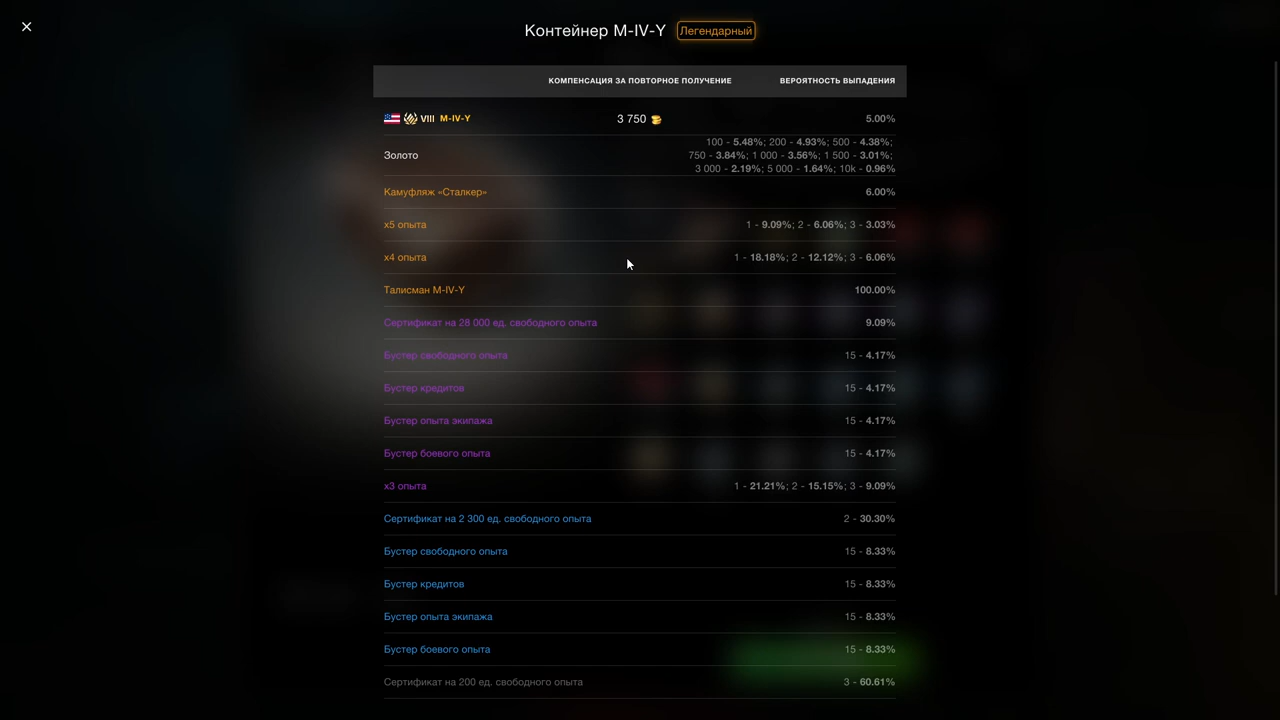 Контейнер M-IV-Y Легендарный
КОМПЕНСАЦИЯ ЗА ПОВТОРНОЕ ПОЛУЧЕНИЕ ВЕРОЯТНОСТЬ ВЫПАДЕНИЯ
VIII M-IV-Y 3 750 5.00%
Золото
100 - 5.48%; 200 - 4.93%; 500 - 4.38%;
750 - 3.84%; 1 000 - 3.56%; 1 500 - 3.01%;
3 000 - 2.19%; 5 000 - 1.64%; 10k - 0.96%
Камуфляж «Сталкер» 6.00%
x5 опыта 1 - 9.09%; 2 - 6.06%; 3 - 3.03%
x4 опыта 1 - 18.18%; 2 - 12.12%; 3 - 6.06%
Талисман M-IV-Y 100.00%
Сертификат на 28 000 ед. свободного опыта 9.09%
Бустер свободного опыта 15 - 4.17%
Бустер кредитов 15 - 4.17%
Бустер опыта экипажа 15 - 4.17%
Бустер боевого опыта 15 - 4.17%
x3 опыта 1 - 21.21%; 2 - 15.15%; 3 - 9.09%
Сертификат на 2 300 ед. свободного опыта 2 - 30.30%
Бустер свободного опыта 15 - 8.33%
Бустер кредитов 15 - 8.33%
Бустер опыта экипажа 15 - 8.33%
Бустер боевого опыта 15 - 8.33%
Сертификат на 200 ед. свободного опыта 3 - 60.61%